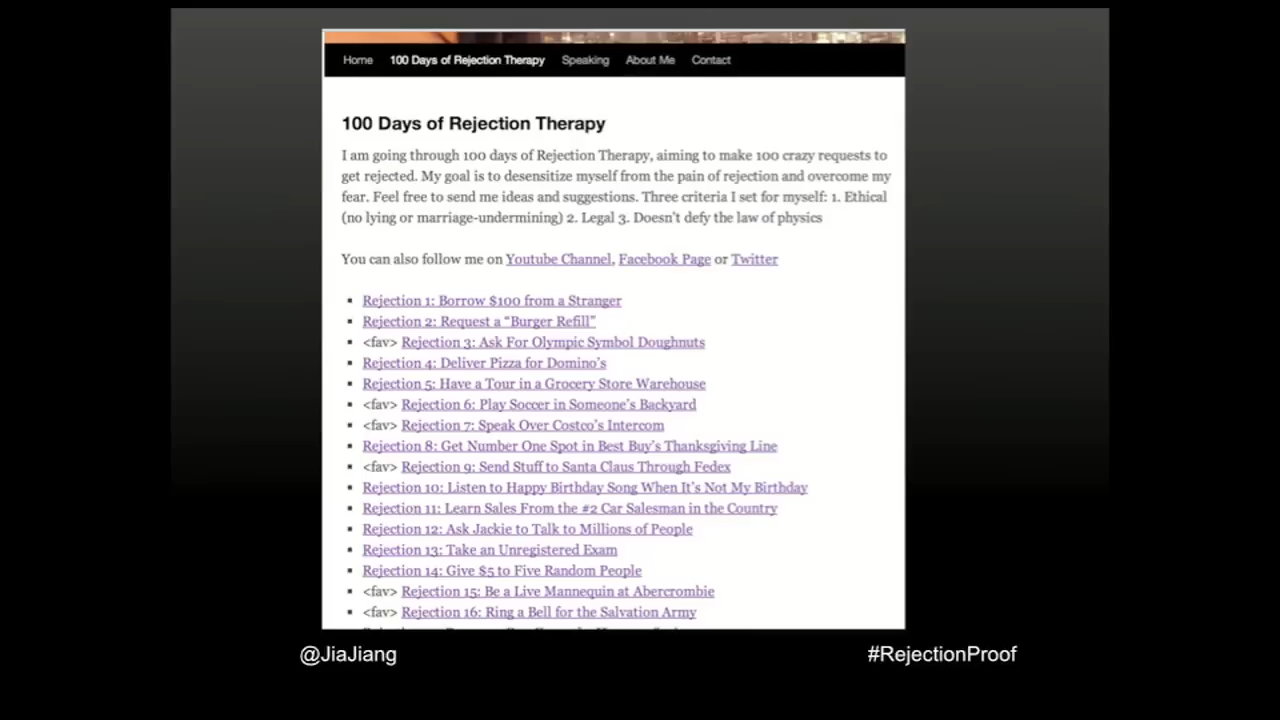 Home 100 Days of Rejection Therapy Speaking About Me Contact
100 Days of Rejection Therapy
I am going through 100 days of Rejection Therapy, aiming to make 100 crazy requests to
get rejected. My goal is to desensitize myself from the pain of rejection and overcome my
fear. Feel free to send me ideas and suggestions. Three criteria I set for myself: 1. Ethical
(no lying or marriage-undermining) 2. Legal 3. Doesn't defy the law of physics
You can also follow me on Youtube Channel, Facebook Page or Twitter
Rejection 1: Borrow $100 from a Stranger
Rejection 2: Request a “Burger Refill”
<fav> Rejection 3: Ask For Olympic Symbol Doughnuts
Rejection 4: Deliver Pizza for Domino's
Rejection 5: Have a Tour in a Grocery Store Warehouse
<fav> Rejection 6: Play Soccer in Someone's Backyard
<fav> Rejection 7: Speak Over Costco's Intercom
Rejection 8: Get Number One Spot in Best Buy's Thanksgiving Line
<fav> Rejection 9: Send Stuff to Santa Claus Through Fedex
Rejection 10: Listen to Happy Birthday Song When It's Not My Birthday
Rejection 11: Learn Sales From the #2 Car Salesman in the Country
Rejection 12: Ask Jackie to Talk to Millions of People
Rejection 13: Take an Unregistered Exam
Rejection 14: Give $5 to Five Random People
<fav> Rejection 15: Be a Live Mannequin at Abercrombie
<fav> Rejection 16: Ring a Bell for the Salvation Army
@JiaJiang #RejectionProof